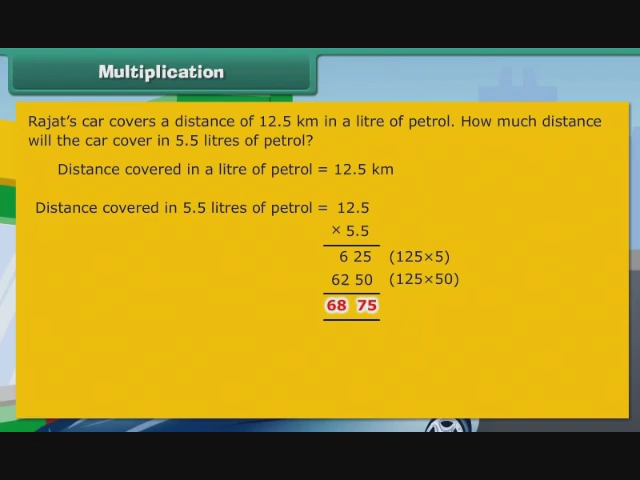 Multiplication
Rajat's car covers a distance of 12.5 km in a litre of petrol. How much distance
will the car cover in 5.5 litres of petrol?
Distance covered in a litre of petrol = 12.5 km
Distance covered in 5.5 litres of petrol = 12.5
× 5.5
6 25 (125×5)
62 50 (125×50)
68 75